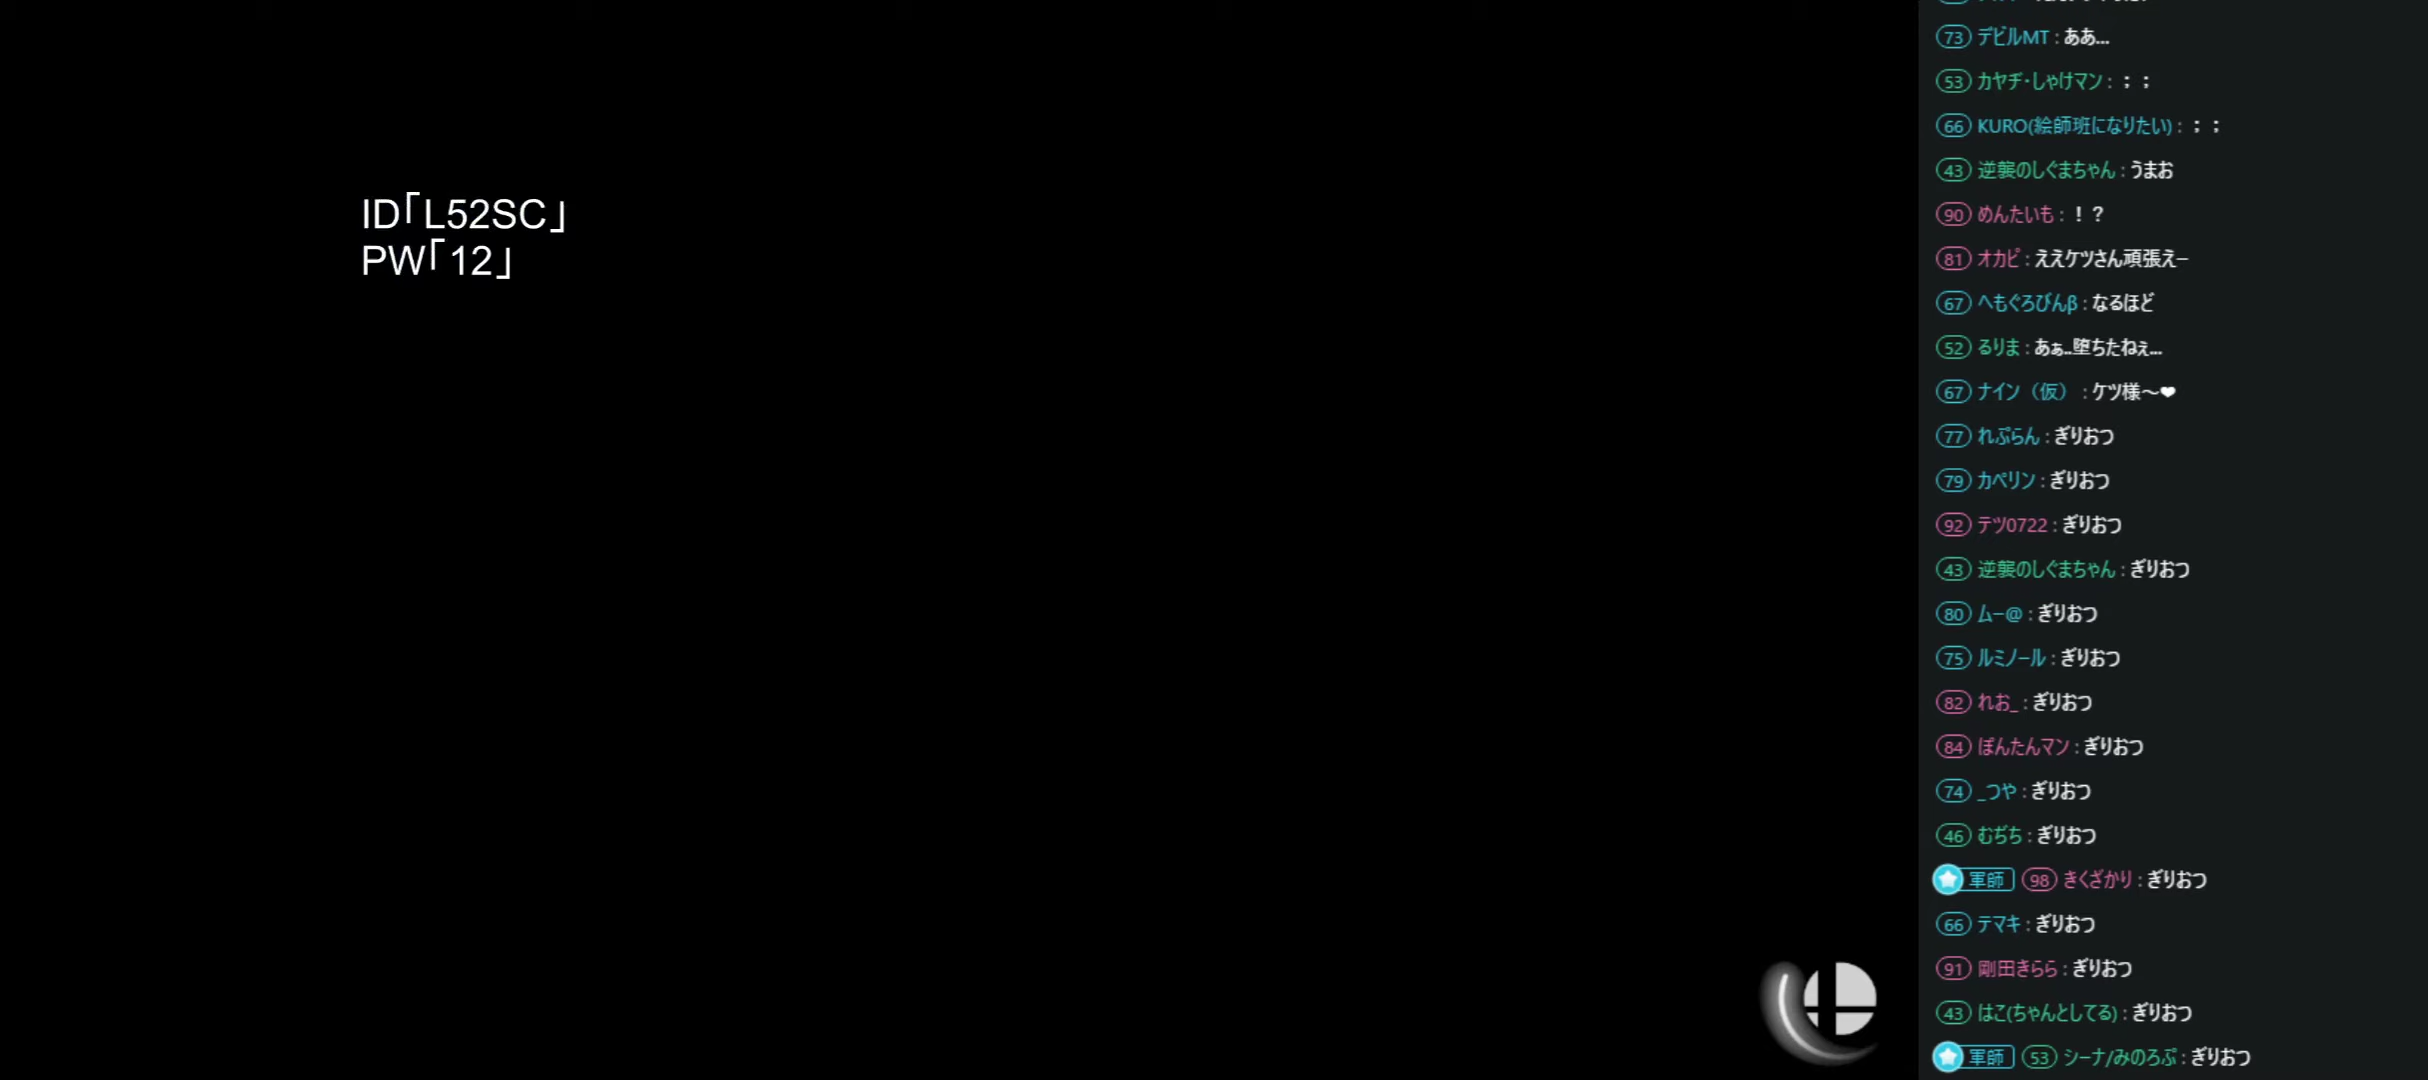 ID「L52SC」
PW「12」
73 デビルMT : ああ...
53 カヤヂ・しゃけマン : ; ;
66 KURO(絵師班になりたい) : ; ;
43 逆襲のしぐまちゃん : うまお
90 めんたいも : ！？
81 オカピ : ええケツさん頑張えー
67 へもぐろびんβ : なるほど
52 るりま : あぁ..堕ちたねぇ...
67 ナイン（仮） : ケツ様～❤
77 れぷらん : ぎりおつ
79 カペリン : ぎりおつ
92 テツ0722 : ぎりおつ
43 逆襲のしぐまちゃん : ぎりおつ
80 ムー@ : ぎりおつ
75 ルミノール : ぎりおつ
82 れお_ : ぎりおつ
84 ぽんたんマン : ぎりおつ
74 _つや : ぎりおつ
46 むぢち : ぎりおつ
軍師 98 きくざかり : ぎりおつ
66 テマキ : ぎりおつ
91 剛田きらら : ぎりおつ
43 はこ(ちゃんとしてる) : ぎりおつ
軍師 53 シーナ/みのろぷ : ぎりおつ